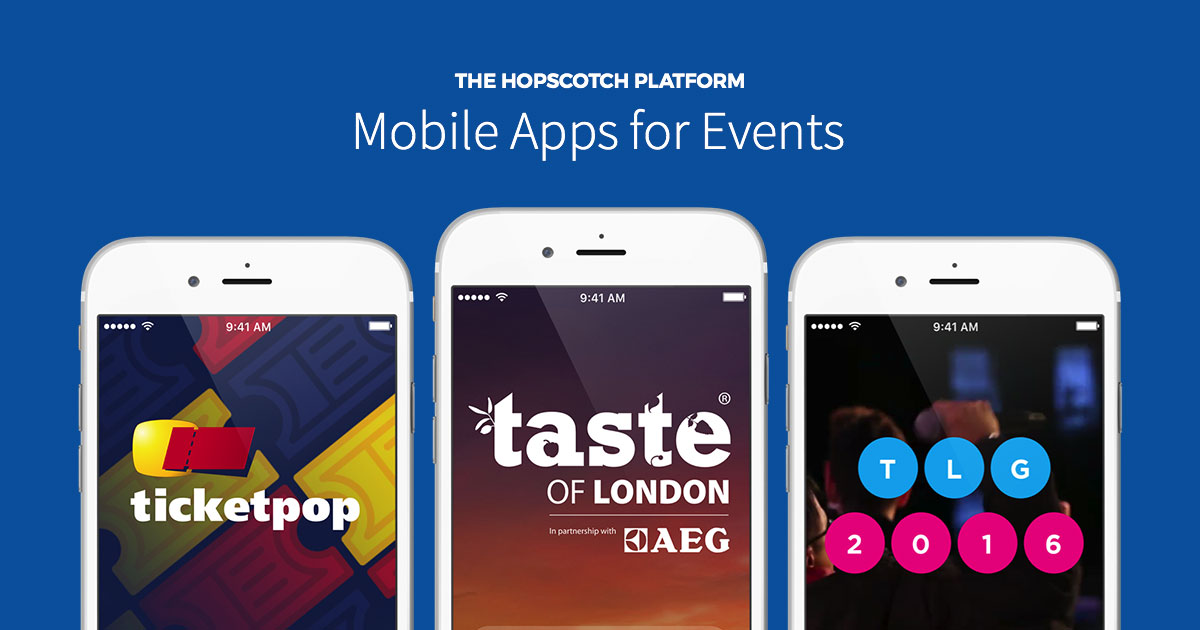 THE HOPSCOTCH PLATFORM
Mobile Apps for Events
9:41 AM
ticketpop
9:41 AM
taste®
OF LONDON
In partnership with AEG
9:41 AM
T L G
2 0 1 6